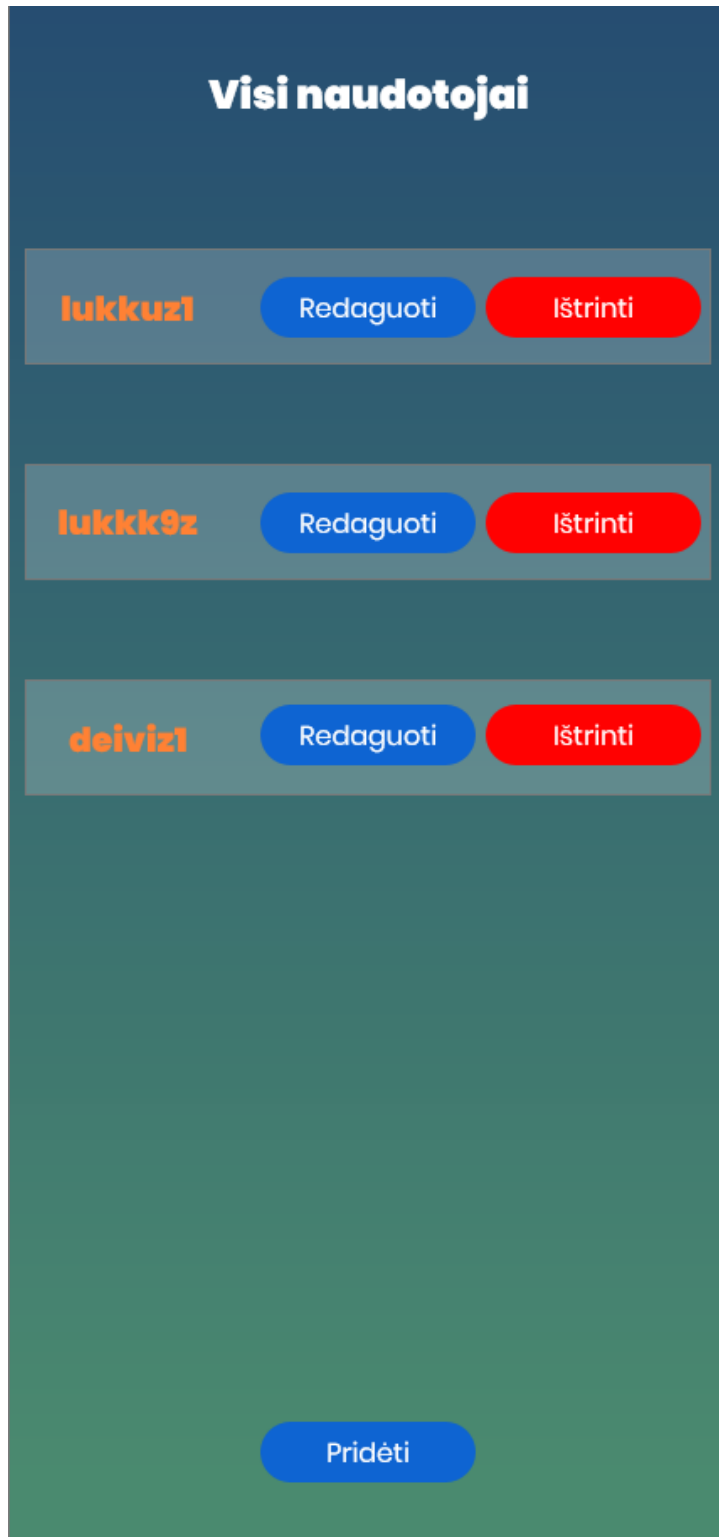 Visi naudotojai
lukkuz1 Redaguoti Ištrinti
lukkk9z Redaguoti Ištrinti
deiviz1 Redaguoti Ištrinti
Pridėti